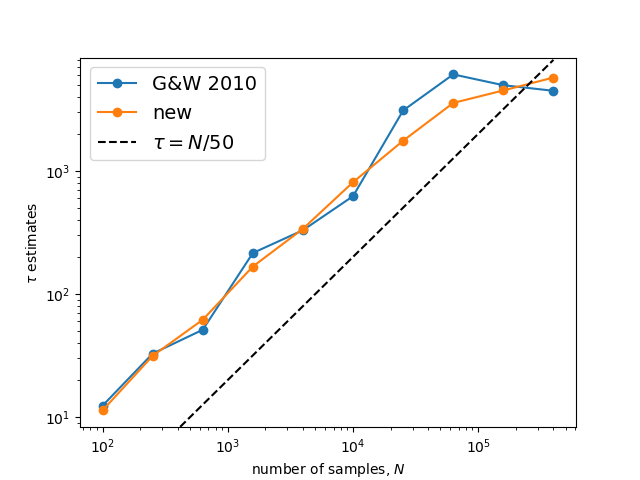 G&W 2010
new
τ = N/50
10³
10²
10¹
τ estimates
10² 10³ 10⁴ 10⁵
number of samples, N